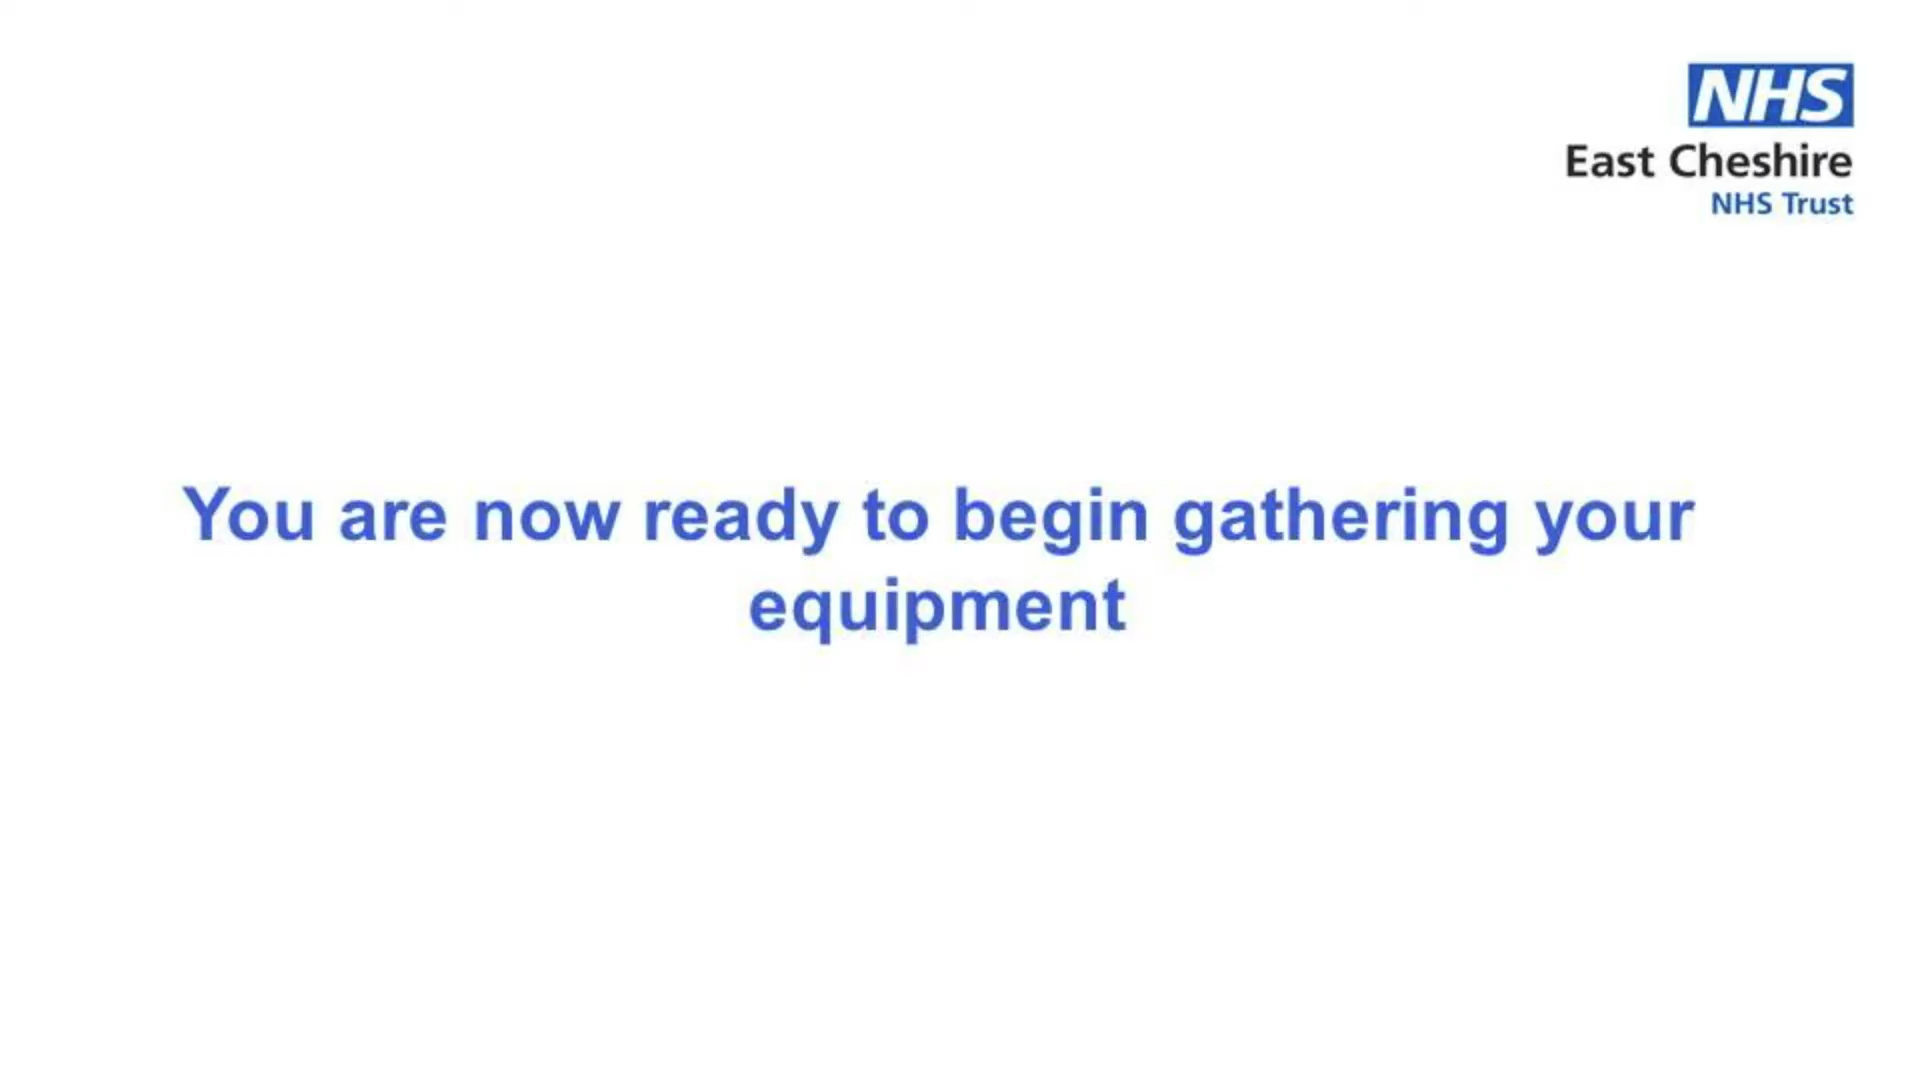 NHS
East Cheshire
NHS Trust
You are now ready to begin gathering your
equipment